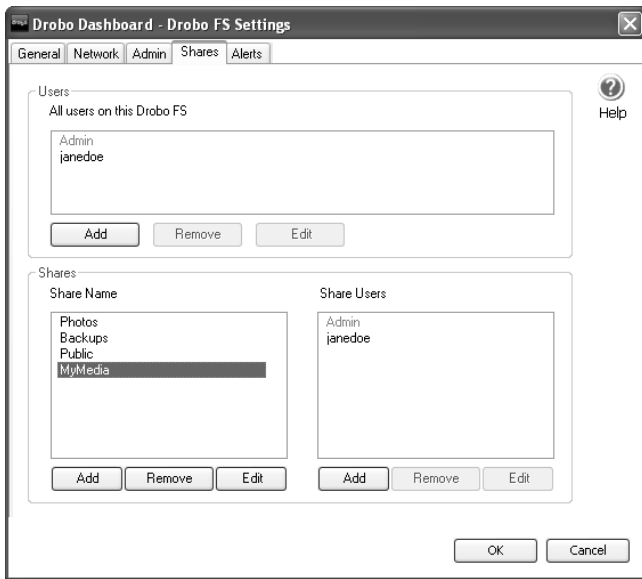 Drobo Dashboard - Drobo FS Settings
General Network Admin Shares Alerts
Users
All users on this Drobo FS
Admin
janedoe
Add Remove Edit
Help
Shares
Share Name
Photos
Backups
Public
MyMedia
Add Remove Edit
Share Users
Admin
janedoe
Add Remove Edit
OK Cancel